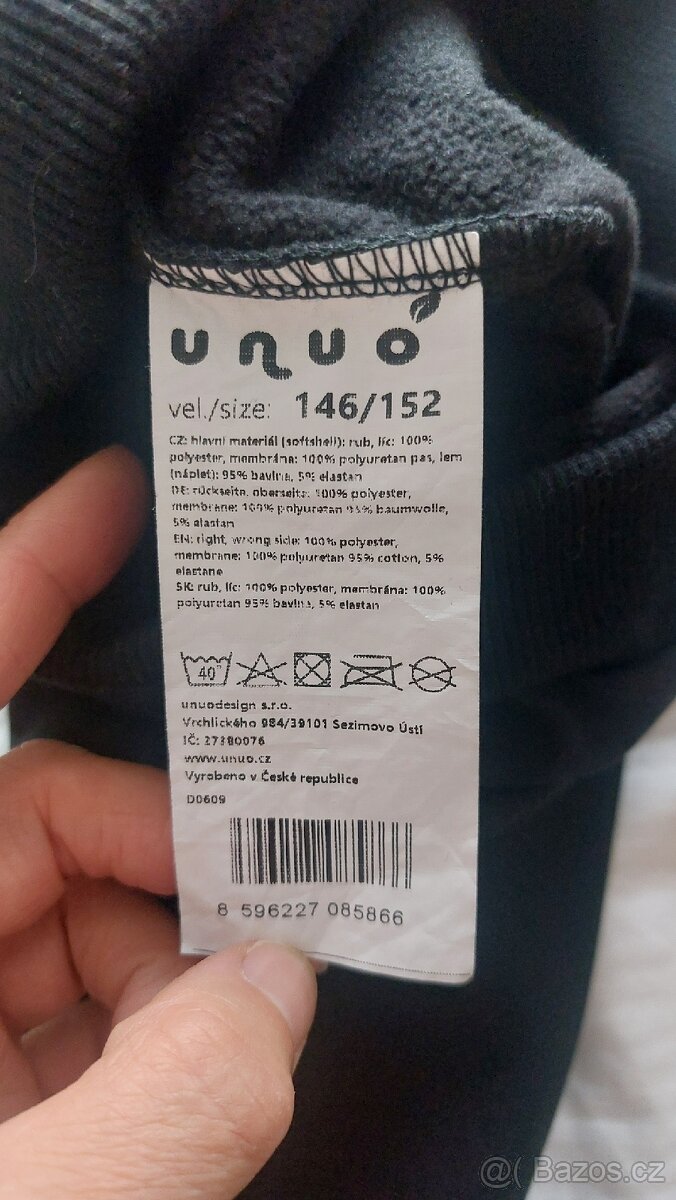 unuo
vel./size: 146/152
CZ: hlavní materiál (softshell): rub, líc: 100%
polyester, membrána: 100% polyuretan pas, lem
(náplet): 95% bavlna, 5% elastan
DE: rückseite, oberseite: 100% polyester,
membrane: 100% polyuretan 95% baumwolle,
5% elastan
EN: right, wrong side: 100% polyester,
membrane: 100% polyuretan 95% cotton, 5%
elastane
SK: rub, líc: 100% polyester, membrána: 100%
polyuretan 95% bavlna, 5% elastan
40°
unuodesign s.r.o.
Vrchlického 984/39101 Sezimovo Ústí
IČ: 27380076
www.unuo.cz
Vyrobeno v České republice
D0609
8 596227 085866
@( Bazos.cz